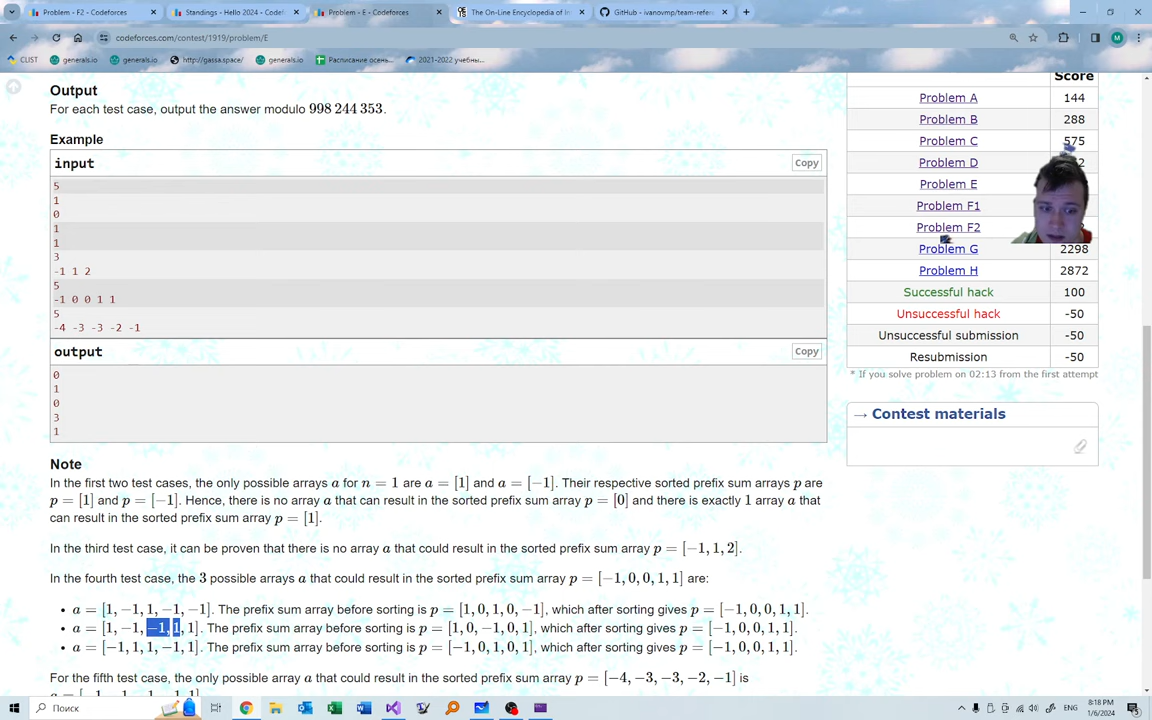 Problem - F2 - Codeforces
Standings - Hello 2024 - Codef
Problem - E - Codeforces
The On-Line Encyclopedia of In
GitHub - ivanovmp/team-refere
codeforces.com/contest/1919/problem/E
CLIST
generals.io
generals.io
http://gassa.space/
generals.io
Расписание осень...
2021-2022 учебны...
Output
For each test case, output the answer modulo 998 244 353.
Example
input
Copy
5
1
0
1
1
3
-1 1 2
5
-1 0 0 1 1
5
-4 -3 -3 -2 -1
output
Copy
0
1
0
3
1
Note
In the first two test cases, the only possible arrays a for n = 1 are a = [1] and a = [−1]. Their respective sorted prefix sum arrays p are
p = [1] and p = [−1]. Hence, there is no array a that can result in the sorted prefix sum array p = [0] and there is exactly 1 array a that
can result in the sorted prefix sum array p = [1].
In the third test case, it can be proven that there is no array a that could result in the sorted prefix sum array p = [−1, 1, 2].
In the fourth test case, the 3 possible arrays a that could result in the sorted prefix sum array p = [−1, 0, 0, 1, 1] are:
• a = [1, −1, 1, −1, −1]. The prefix sum array before sorting is p = [1, 0, 1, 0, −1], which after sorting gives p = [−1, 0, 0, 1, 1].
• a = [1, −1, −1, 1, 1]. The prefix sum array before sorting is p = [1, 0, −1, 0, 1], which after sorting gives p = [−1, 0, 0, 1, 1].
• a = [−1, 1, 1, −1, 1]. The prefix sum array before sorting is p = [−1, 0, 1, 0, 1], which after sorting gives p = [−1, 0, 0, 1, 1].
For the fifth test case, the only possible array a that could result in the sorted prefix sum array p = [−4, −3, −3, −2, −1] is
Score
Problem A 144
Problem B 288
Problem C 575
Problem D
Problem E
Problem F1
Problem F2
Problem G 2298
Problem H 2872
Successful hack 100
Unsuccessful hack -50
Unsuccessful submission -50
Resubmission -50
* If you solve problem on 02:13 from the first attempt
→ Contest materials
Поиск
ENG
8:18 PM
1/6/2024